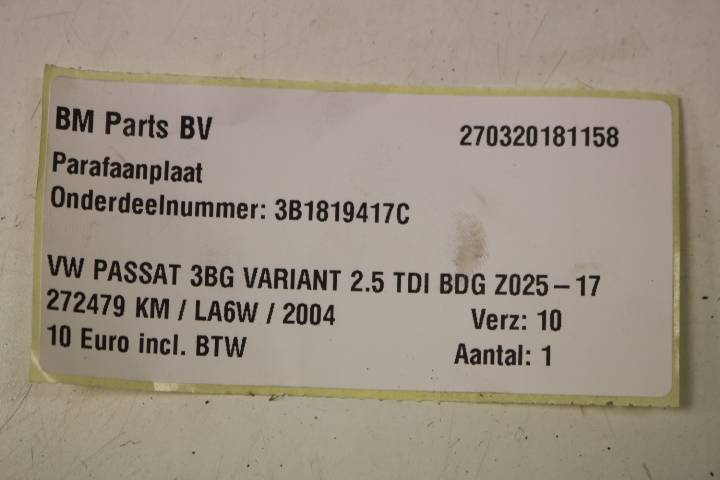 BM Parts BV 270320181158
Parafaanplaat
Onderdeelnummer: 3B1819417C
VW PASSAT 3BG VARIANT 2.5 TDI BDG Z025-17
272479 KM / LA6W / 2004 Verz: 10
10 Euro incl. BTW Aantal: 1